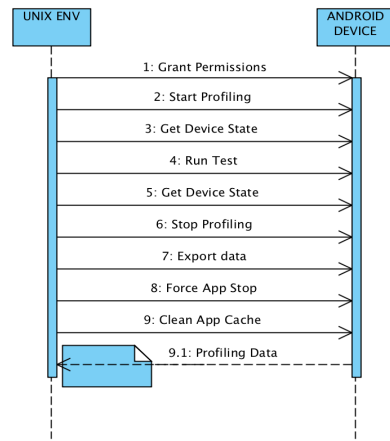 UNIX ENV
ANDROID
DEVICE
1: Grant Permissions
2: Start Profiling
3: Get Device State
4: Run Test
5: Get Device State
6: Stop Profiling
7: Export data
8: Force App Stop
9: Clean App Cache
9.1: Profiling Data